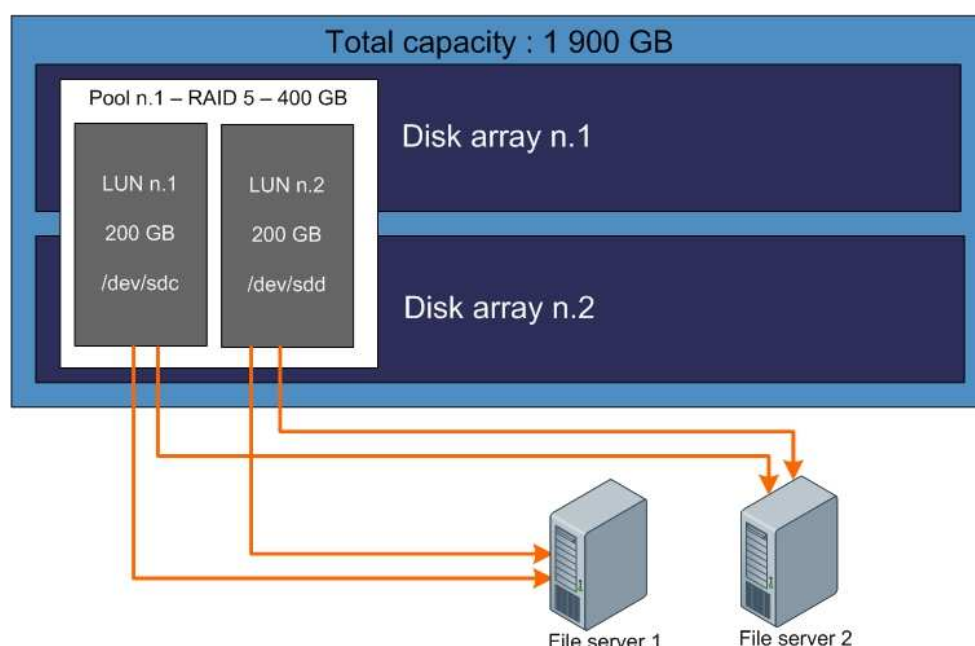 Total capacity : 1 900 GB
Pool n.1 – RAID 5 – 400 GB
LUN n.1
200 GB
/dev/sdc
LUN n.2
200 GB
/dev/sdd
Disk array n.1
Disk array n.2
File server 1
File server 2